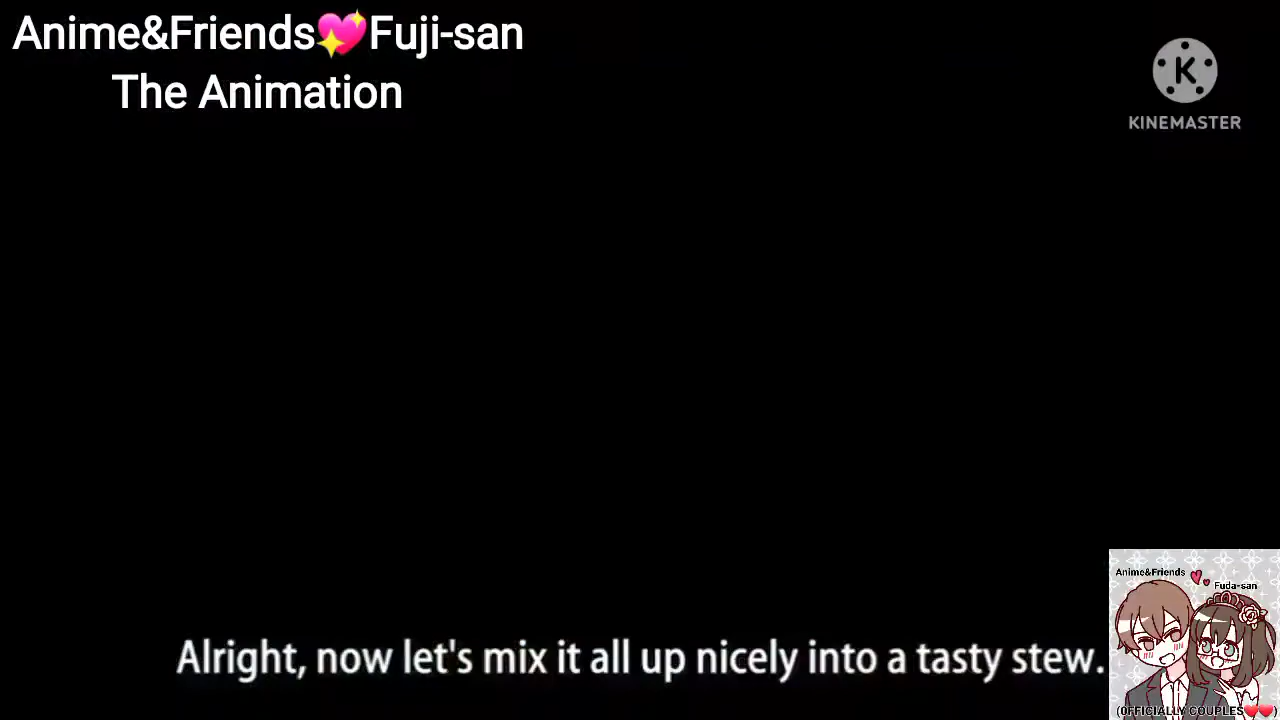 Anime&Friends💖Fuji-san
The Animation
K
KINEMASTER
Anime&Friends
Fuda-san
Alright, now let's mix it all up nicely into a tasty stew.
(OFFICIALLY COUPLES❤️❤️)